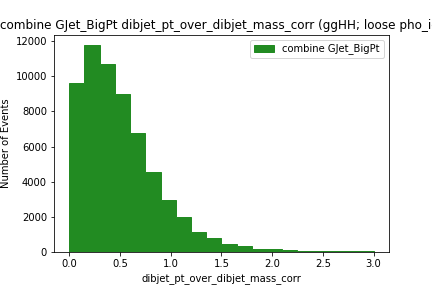 combine GJet_BigPt dibjet_pt_over_dibjet_mass_corr (ggHH; loose pho_i
combine GJet_BigPt
Number of Events
12000
10000
8000
6000
4000
2000
0
0.0 0.5 1.0 1.5 2.0 2.5 3.0
dibjet_pt_over_dibjet_mass_corr